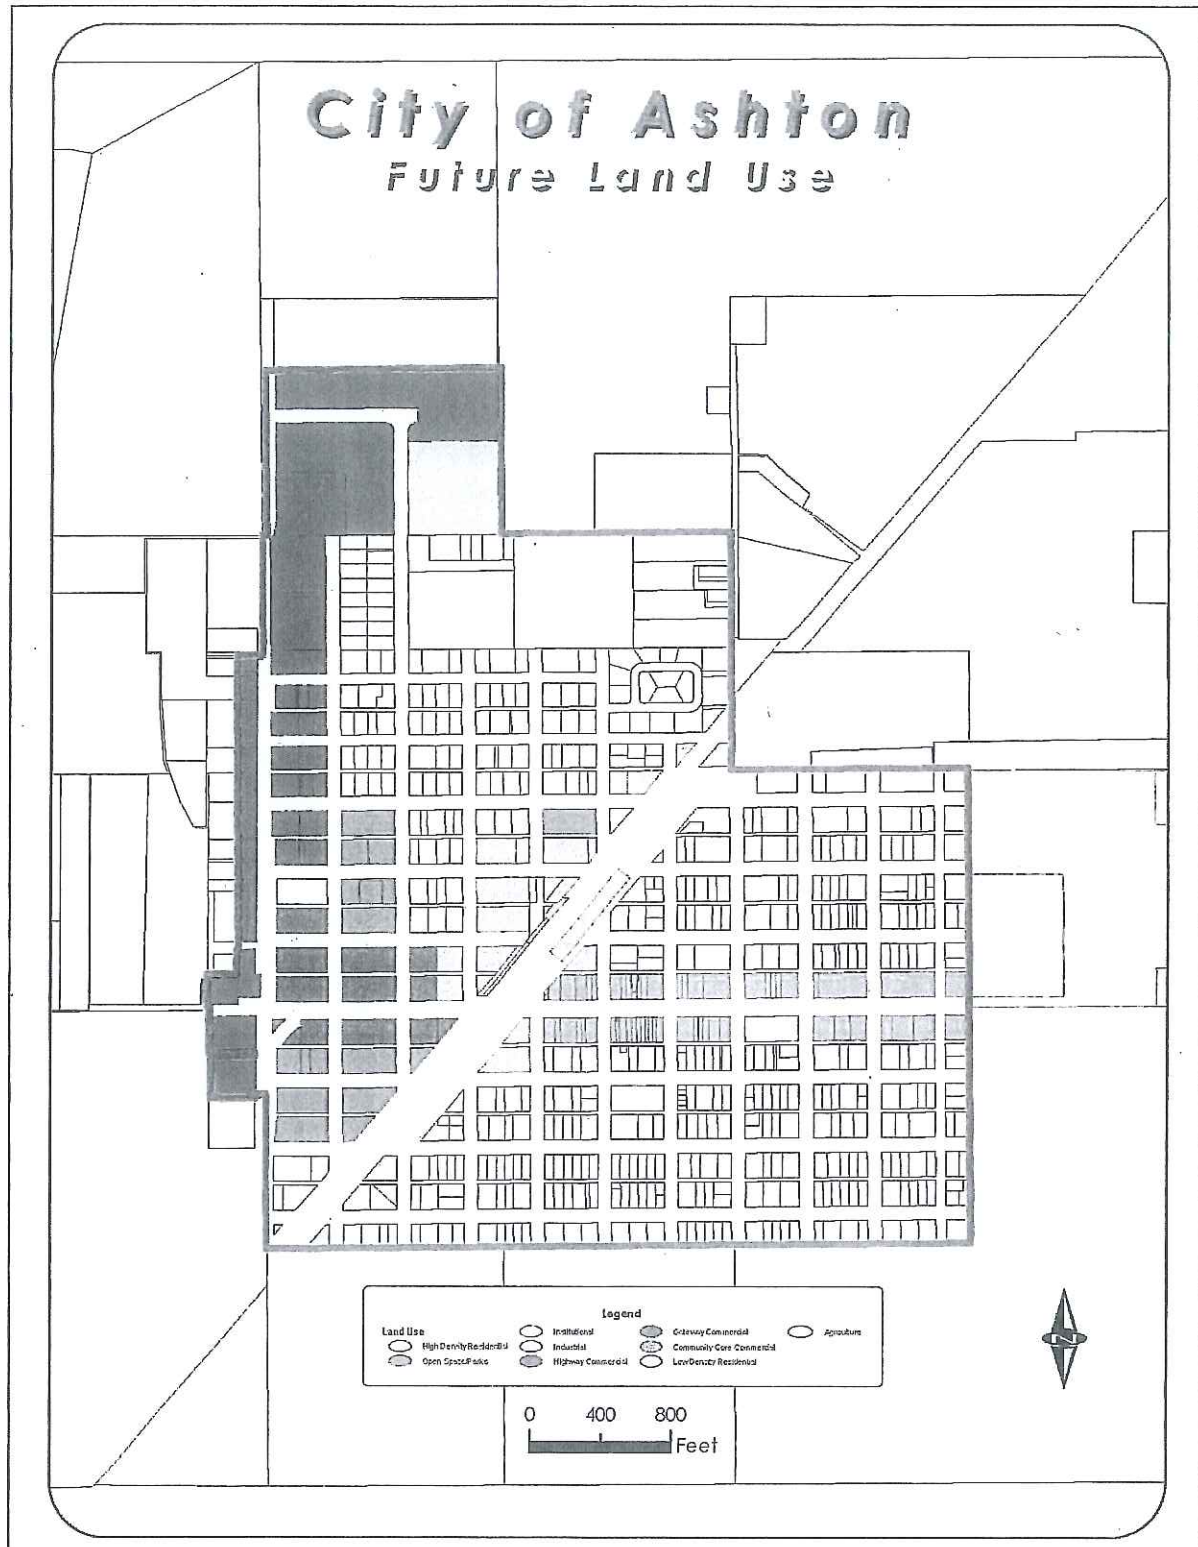 City of Ashton
Future Land Use
Legend
Land Use
High Density Residential
Open Space/Parks
Institutional
Industrial
Highway Commercial
Gateway Commercial
Community Core Commercial
Low Density Residential
Agriculture
N
0 400 800
Feet